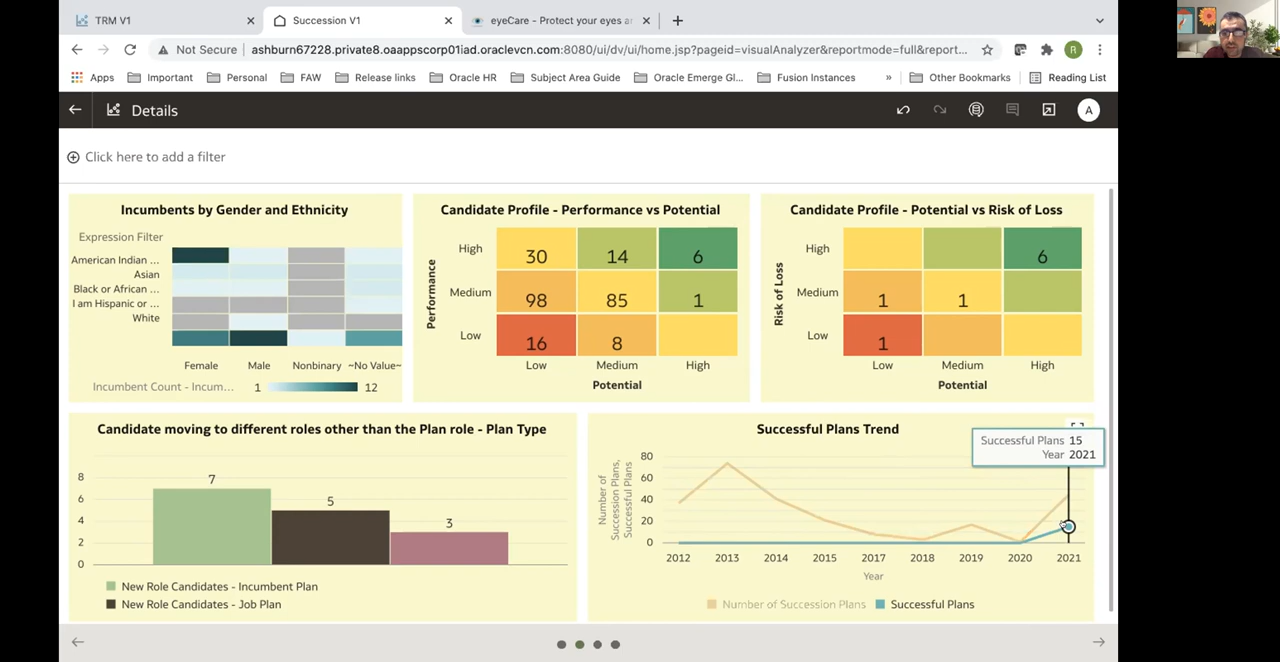 TRM V1
Succession V1
eyeCare - Protect your eyes a
Not Secure
ashburn67228.private8.oaappscorp01iad.oraclevcn.com:8080/ui/dv/ui/home.jsp?pageid=visualAnalyzer&reportmode=full&report...
R
Apps
Important
Personal
FAW
Release links
Oracle HR
Subject Area Guide
Oracle Emerge Gl...
Fusion Instances
»
Other Bookmarks
Reading List
Details
A
Click here to add a filter
Incumbents by Gender and Ethnicity
Expression Filter
American Indian ...
Asian
Black or African ...
I am Hispanic or ...
White
Female Male Nonbinary ~No Value~
Incumbent Count - Incum... 1 12
Candidate Profile - Performance vs Potential
Performance
High 30 14 6
Medium 98 85 1
Low 16 8
Low Medium High
Potential
Candidate Profile - Potential vs Risk of Loss
Risk of Loss
High 6
Medium 1 1
Low 1
Low Medium High
Potential
Candidate moving to different roles other than the Plan role - Plan Type
8
6
4
2
0
7
5
3
New Role Candidates - Incumbent Plan
New Role Candidates - Job Plan
Successful Plans Trend
Successful Plans 15
Year 2021
Number of
Succession Plans,
Successful Plans
80
60
40
20
0
2012 2013 2014 2015 2017 2018 2019 2020 2021
Year
Number of Succession Plans
Successful Plans